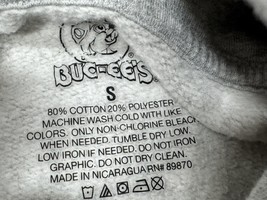 BUC-EE'S
S
80% COTTON 20% POLYESTER
MACHINE WASH COLD WITH LIKE
COLORS. ONLY NON-CHLORINE BLEACH
WHEN NEEDED. TUMBLE DRY LOW.
LOW IRON IF NEEDED. DO NOT IRON
GRAPHIC. DO NOT DRY CLEAN.
MADE IN NICARAGUA RN# 89870